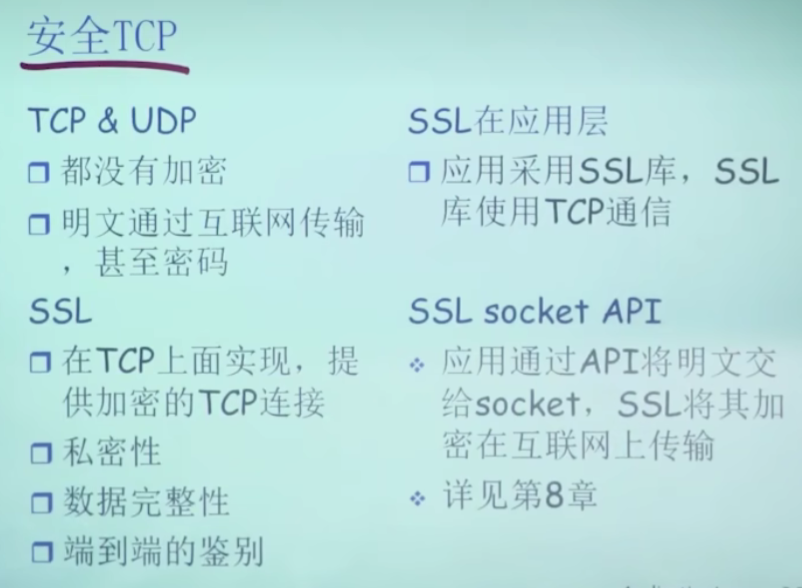 安全TCP
TCP & UDP
都没有加密
明文通过互联网传输
，甚至密码
SSL
在TCP上面实现，提
供加密的TCP连接
私密性
数据完整性
端到端的鉴别
SSL在应用层
应用采用SSL库，SSL
库使用TCP通信
SSL socket API
应用通过API将明文交
给socket，SSL将其加
密在互联网上传输
详见第8章